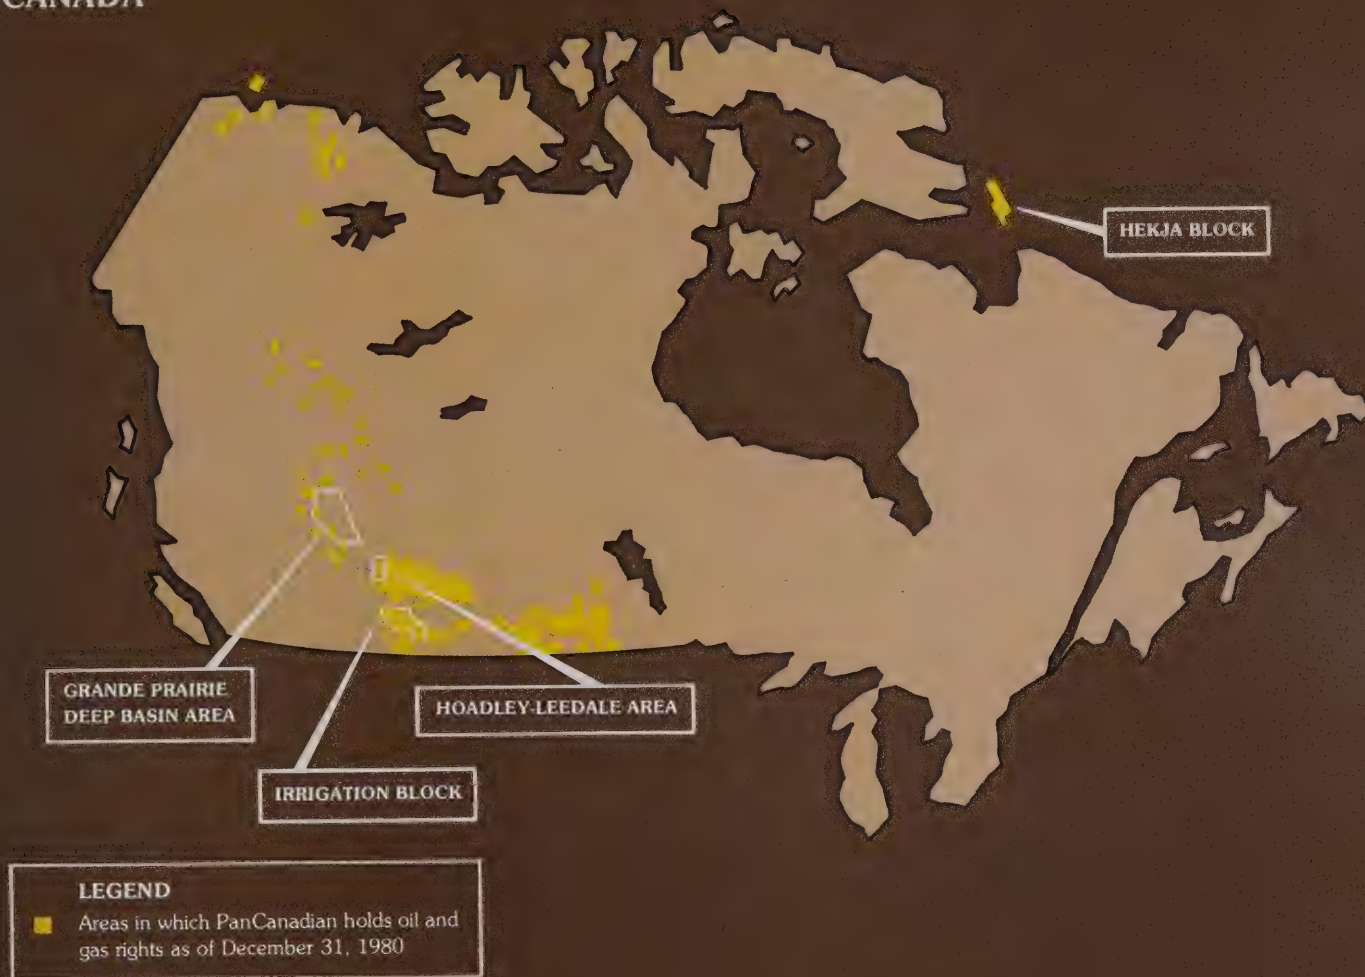 CANADA
HEKJA BLOCK
GRANDE PRAIRIE
DEEP BASIN AREA
HOADLEY-LEEDALE AREA
IRRIGATION BLOCK
LEGEND
Areas in which PanCanadian holds oil and
gas rights as of December 31, 1980